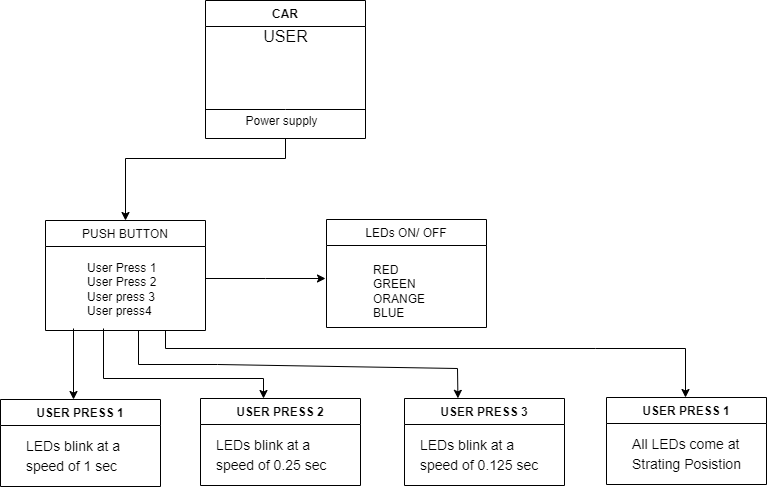 CAR
USER
Power supply
PUSH BUTTON
User Press 1
User Press 2
User press 3
User press4
LEDs ON/ OFF
RED
GREEN
ORANGE
BLUE
USER PRESS 1
LEDs blink at a
speed of 1 sec
USER PRESS 2
LEDs blink at a
speed of 0.25 sec
USER PRESS 3
LEDs blink at a
speed of 0.125 sec
USER PRESS 1
All LEDs come at
Strating Posistion